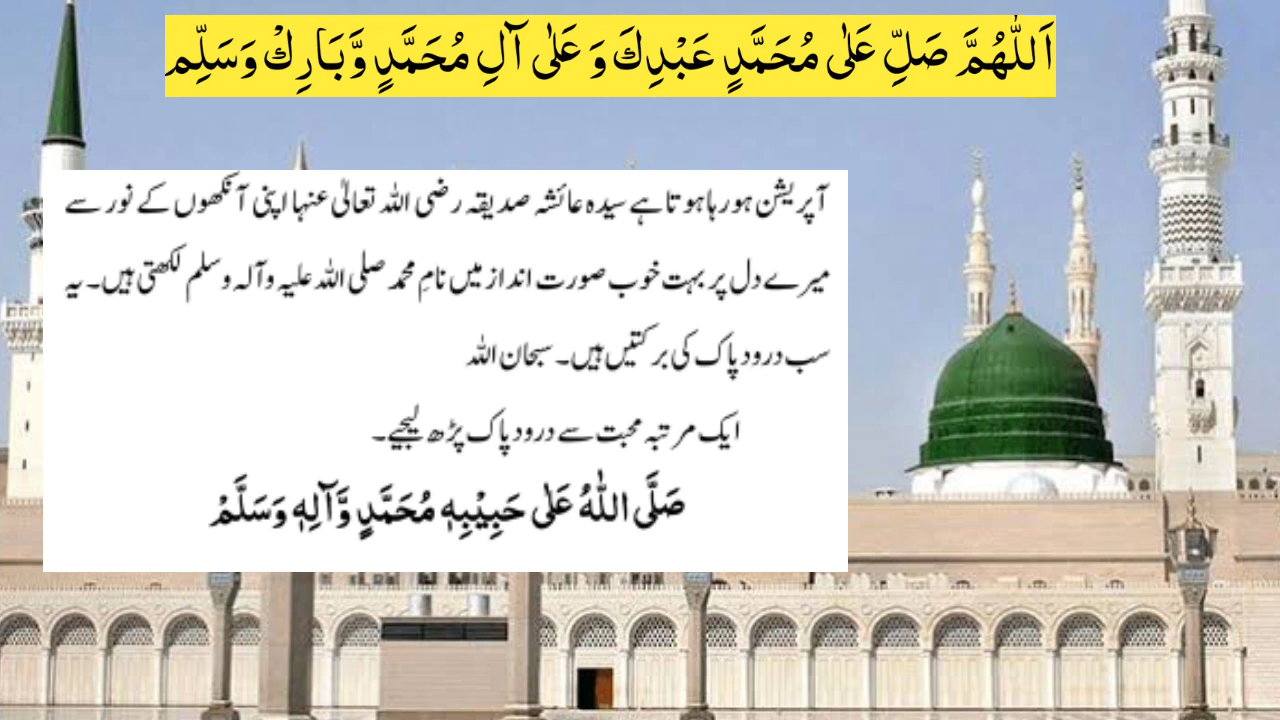 اَللّٰهُمَّ صَلِّ عَلٰی مُحَمَّدٍ عَبْدِكَ وَ عَلٰی آلِ مُحَمَّدٍ وَّبَارِكْ وَسَلِّم
آپریشن ہو رہا ہوتا ہے سیدہ عائشہ صدیقہ رضی اللہ تعالیٰ عنہا اپنی آنکھوں کے نور سے
میرے دل پر بہت خوب صورت انداز میں نامِ محمد صلی اللہ علیہ وآلہ وسلم لکھتی ہیں۔ یہ
سب درود پاک کی برکتیں ہیں۔ سبحان اللہ
ایک مرتبہ محبت سے درود پاک پڑھ لیجیے۔
صَلَّی اللّٰهُ عَلٰی حَبِیْبِهٖ مُحَمَّدٍ وَّآلِهٖ وَسَلَّمْ